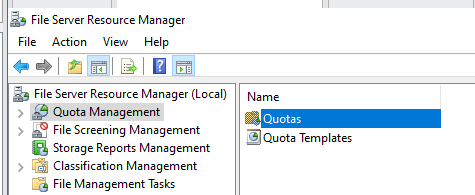 File Server Resource Manager
File Action View Help
File Server Resource Manager (Local)
Quota Management
File Screening Management
Storage Reports Management
Classification Management
File Management Tasks
Name
Quotas
Quota Templates